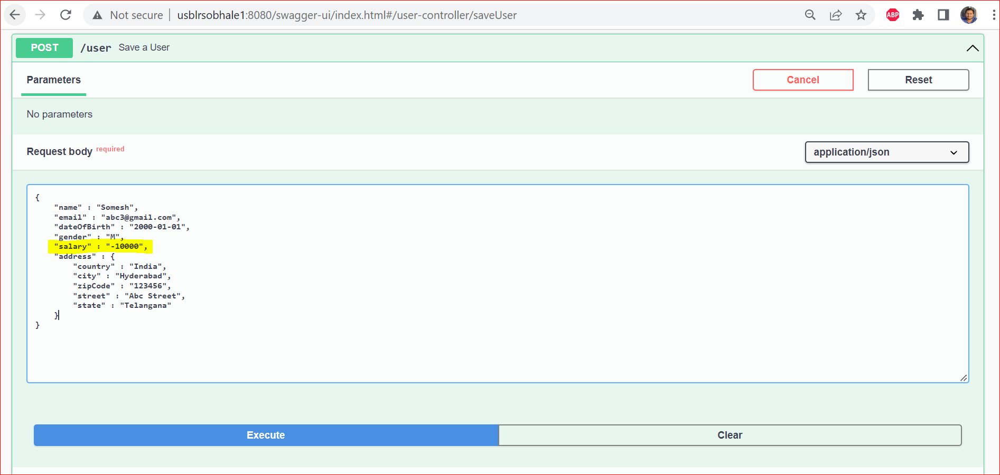 Not secure | usblrsobhale1:8080/swagger-ui/index.html#/user-controller/saveUser
ABP
POST /user Save a User
Parameters
Cancel
Reset
No parameters
Request body required
application/json
{
    "name" : "Somesh",
    "email" : "abc3@gmail.com",
    "dateOfBirth" : "2000-01-01",
    "gender" : "M",
    "salary" : "-10000",
    "address" : {
        "country" : "India",
        "city" : "Hyderabad",
        "zipCode" : "123456",
        "street" : "Abc Street",
        "state" : "Telangana"
    }
}
Execute
Clear